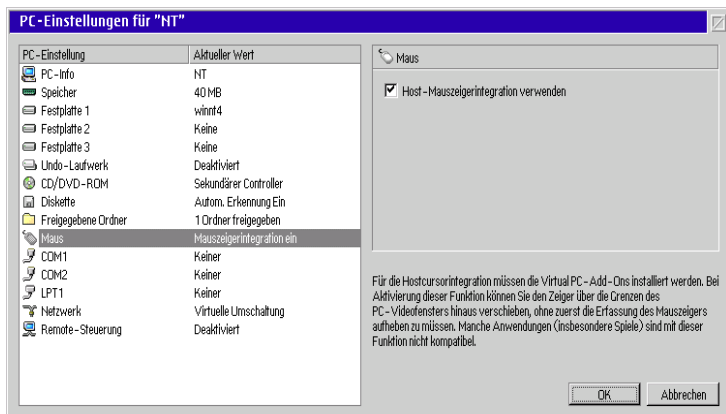 PC-Einstellungen für "NT"
PC-Einstellung Aktueller Wert
PC-Info NT
Speicher 40 MB
Festplatte 1 winnt4
Festplatte 2 Keine
Festplatte 3 Keine
Undo-Laufwerk Deaktiviert
CD/DVD-ROM Sekundärer Controller
Diskette Autom. Erkennung Ein
Freigegebene Ordner 1 Ordner freigegeben
Maus Mauszeigerintegration ein
COM1 Keiner
COM2 Keiner
LPT1 Keiner
Netzwerk Virtuelle Umschaltung
Remote-Steuerung Deaktiviert
Maus
Host-Mauszeigerintegration verwenden
Für die Hostcursorintegration müssen die Virtual PC-Add-Ons installiert werden. Bei
Aktivierung dieser Funktion können Sie den Zeiger über die Grenzen des
PC-Videofensters hinaus verschieben, ohne zuerst die Erfassung des Mauszeigers
aufheben zu müssen. Manche Anwendungen (insbesondere Spiele) sind mit dieser
Funktion nicht kompatibel.
OK Abbrechen